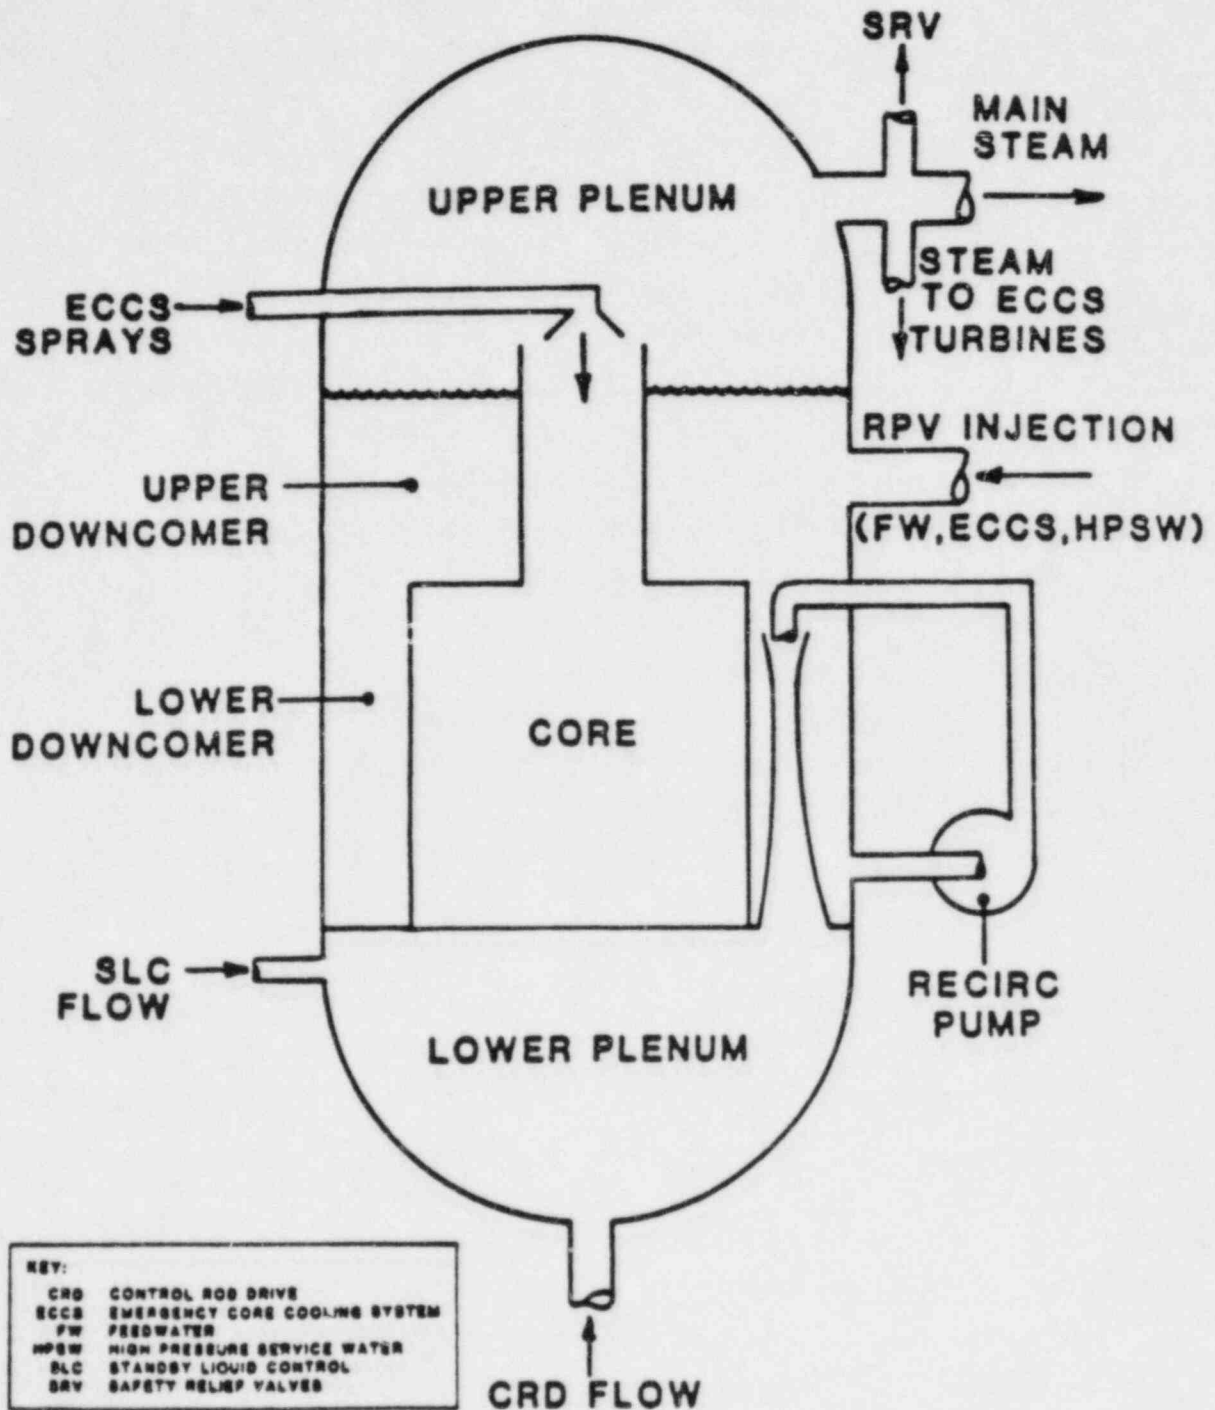 SRV
MAIN
STEAM
UPPER PLENUM
STEAM
TO ECCS
TURBINES
ECCS
SPRAYS
RPV INJECTION
(FW,ECCS,HPSW)
UPPER
DOWNCOMER
LOWER
DOWNCOMER
CORE
SLC
FLOW
RECIRC
PUMP
LOWER PLENUM
CRD FLOW
KEY:
CRD CONTROL ROD DRIVE
ECCS EMERGENCY CORE COOLING SYSTEM
FW FEEDWATER
HPSW HIGH PRESSURE SERVICE WATER
SLC STANDBY LIQUID CONTROL
SRV SAFETY RELIEF VALVES